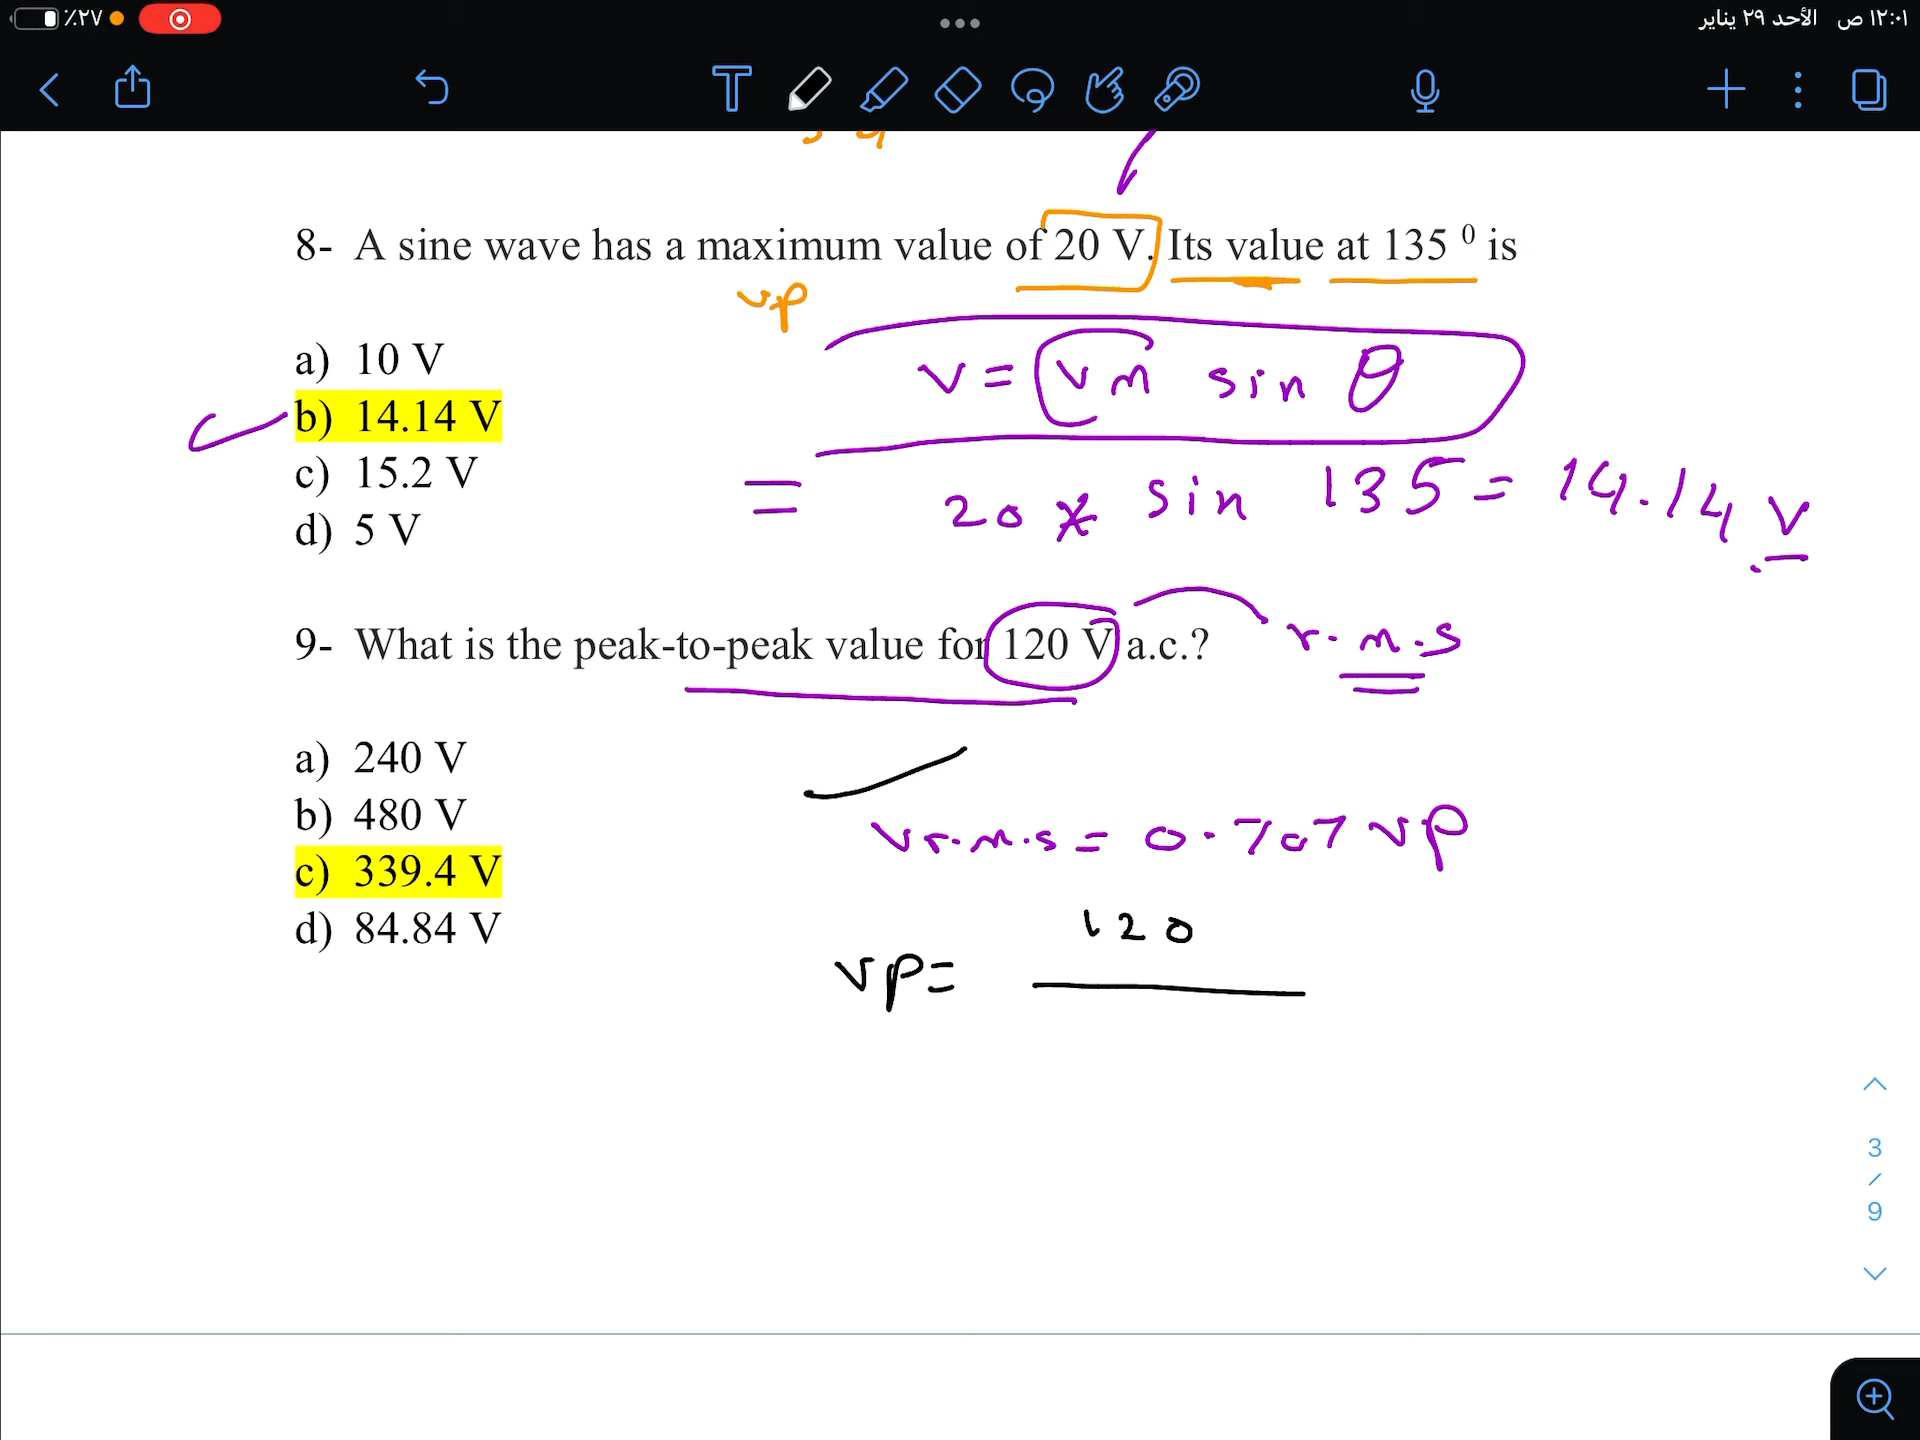 ٪٢٧
١٢:٠١ ص الأحد ٢٩ يناير
8- A sine wave has a maximum value of 20 V. Its value at 135 ⁰ is
vp
a) 10 V
v = vm sin θ
b) 14.14 V
c) 15.2 V
= 20 * sin 135 = 14.14 v
d) 5 V
9- What is the peak-to-peak value for 120 V a.c.?
r.m.s
a) 240 V
b) 480 V
vr.m.s = 0.707 vp
c) 339.4 V
d) 84.84 V
120
vp=
3
/
9